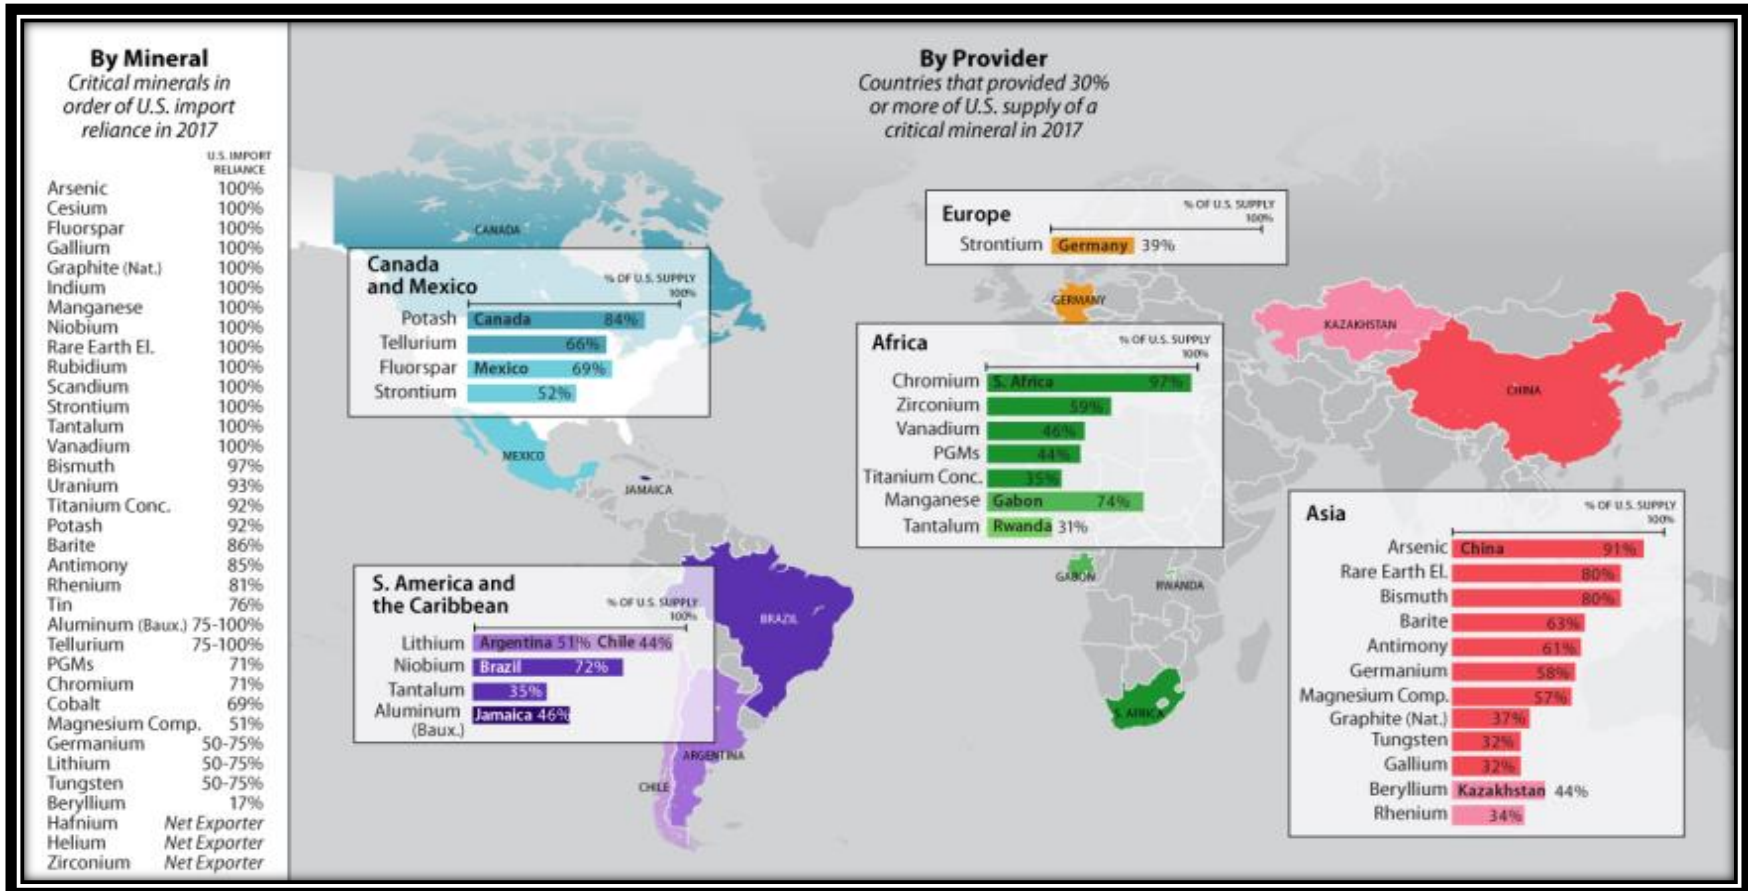 By Mineral
Critical minerals in
order of U.S. import
reliance in 2017
U.S. IMPORT
RELIANCE
Arsenic 100%
Cesium 100%
Fluorspar 100%
Gallium 100%
Graphite (Nat.) 100%
Indium 100%
Manganese 100%
Niobium 100%
Rare Earth El. 100%
Rubidium 100%
Scandium 100%
Strontium 100%
Tantalum 100%
Vanadium 100%
Bismuth 97%
Uranium 93%
Titanium Conc. 92%
Potash 92%
Barite 86%
Antimony 85%
Rhenium 81%
Tin 76%
Aluminum (Baux.) 75-100%
Tellurium 75-100%
PGMs 71%
Chromium 71%
Cobalt 69%
Magnesium Comp. 51%
Germanium 50-75%
Lithium 50-75%
Tungsten 50-75%
Beryllium 17%
Hafnium Net Exporter
Helium Net Exporter
Zirconium Net Exporter
By Provider
Countries that provided 30%
or more of U.S. supply of a
critical mineral in 2017
CANADA
Canada
and Mexico
% OF U.S. SUPPLY
100%
Potash Canada 84%
Tellurium 66%
Fluorspar Mexico 69%
Strontium 52%
MEXICO
JAMAICA
S. America and
the Caribbean
% OF U.S. SUPPLY
100%
Lithium Argentina 51% Chile 44%
Niobium Brazil 72%
Tantalum 35%
Aluminum Jamaica 46%
(Baux.)
BRAZIL
ARGENTINA
CHILE
Europe
% OF U.S. SUPPLY
100%
Strontium Germany 39%
GERMANY
Africa
% OF U.S. SUPPLY
100%
Chromium S. Africa 97%
Zirconium 59%
Vanadium 46%
PGMs 44%
Titanium Conc. 35%
Manganese Gabon 74%
Tantalum Rwanda 31%
GABON
RWANDA
S. AFRICA
KAZAKHSTAN
CHINA
Asia
% OF U.S. SUPPLY
100%
Arsenic China 91%
Rare Earth El. 80%
Bismuth 80%
Barite 63%
Antimony 61%
Germanium 58%
Magnesium Comp. 57%
Graphite (Nat.) 37%
Tungsten 32%
Gallium 32%
Beryllium Kazakhstan 44%
Rhenium 34%